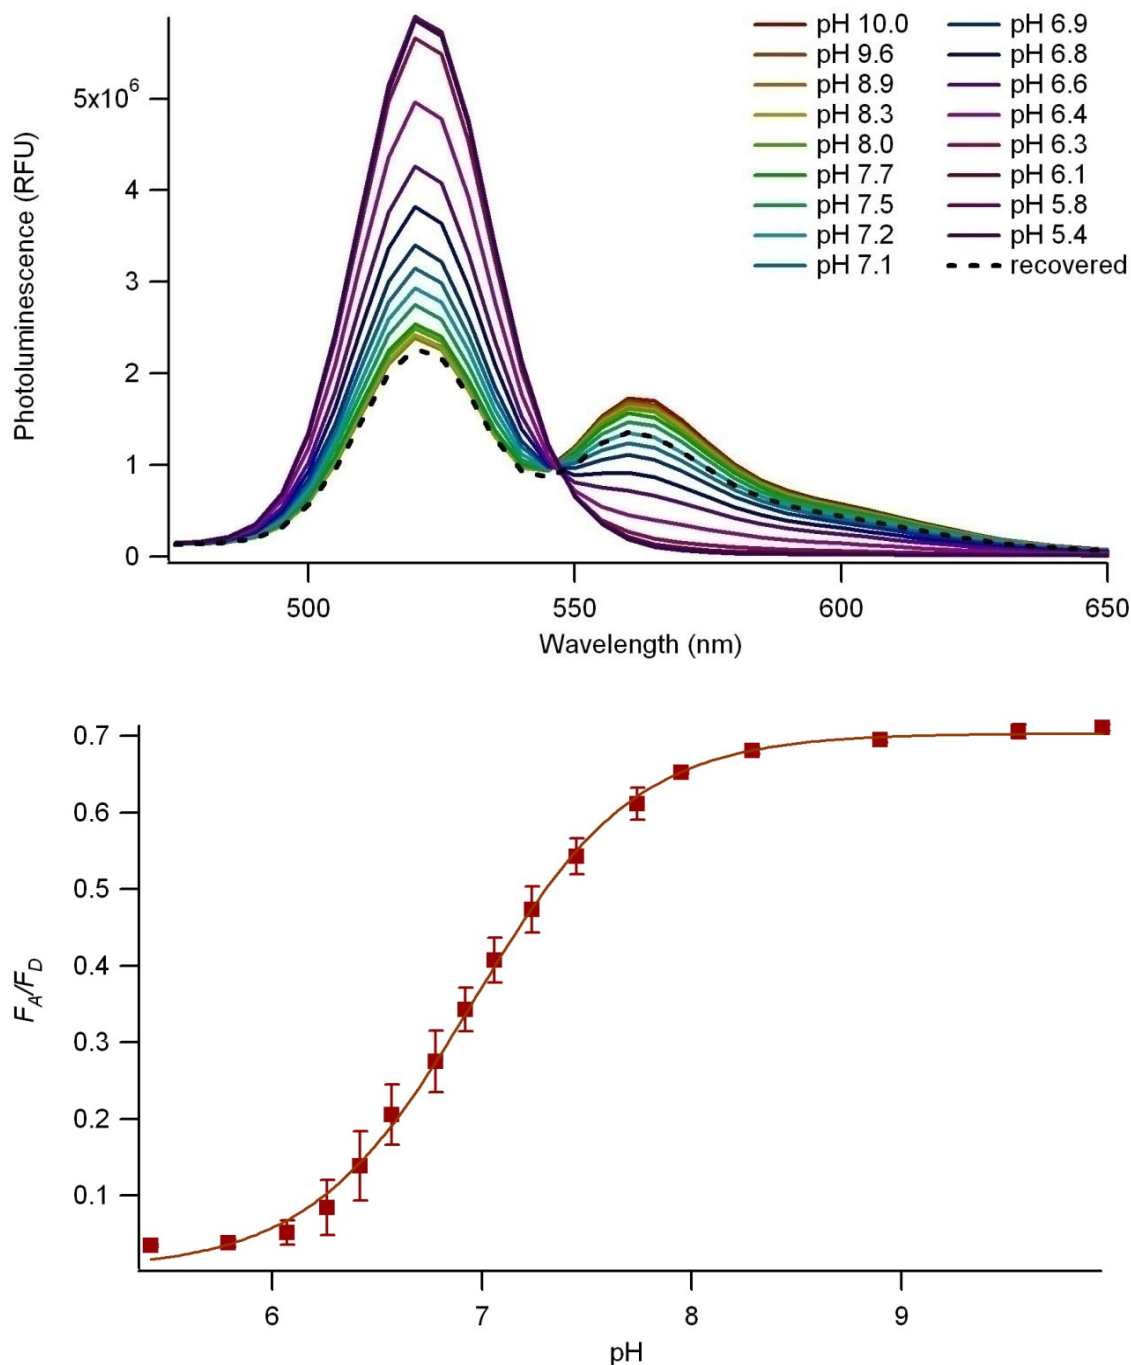 Photoluminescence (RFU)
5x10⁶
4
3
2
1
0
500
550
600
650
Wavelength (nm)
pH 10.0
pH 9.6
pH 8.9
pH 8.3
pH 8.0
pH 7.7
pH 7.5
pH 7.2
pH 7.1
pH 6.9
pH 6.8
pH 6.6
pH 6.4
pH 6.3
pH 6.1
pH 5.8
pH 5.4
recovered
F_A/F_D
0.7
0.6
0.5
0.4
0.3
0.2
0.1
6
7
8
9
pH